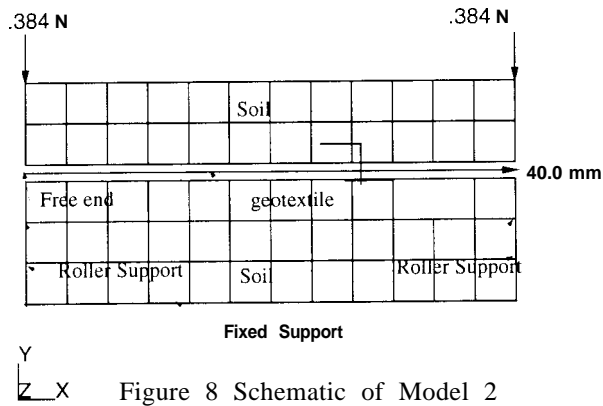 .384 N
.384 N
Soil
40.0 mm
Free end
geotextile
Roller Support
Soil
Roller Support
Fixed Support
Y
Z X
Figure 8 Schematic of Model 2